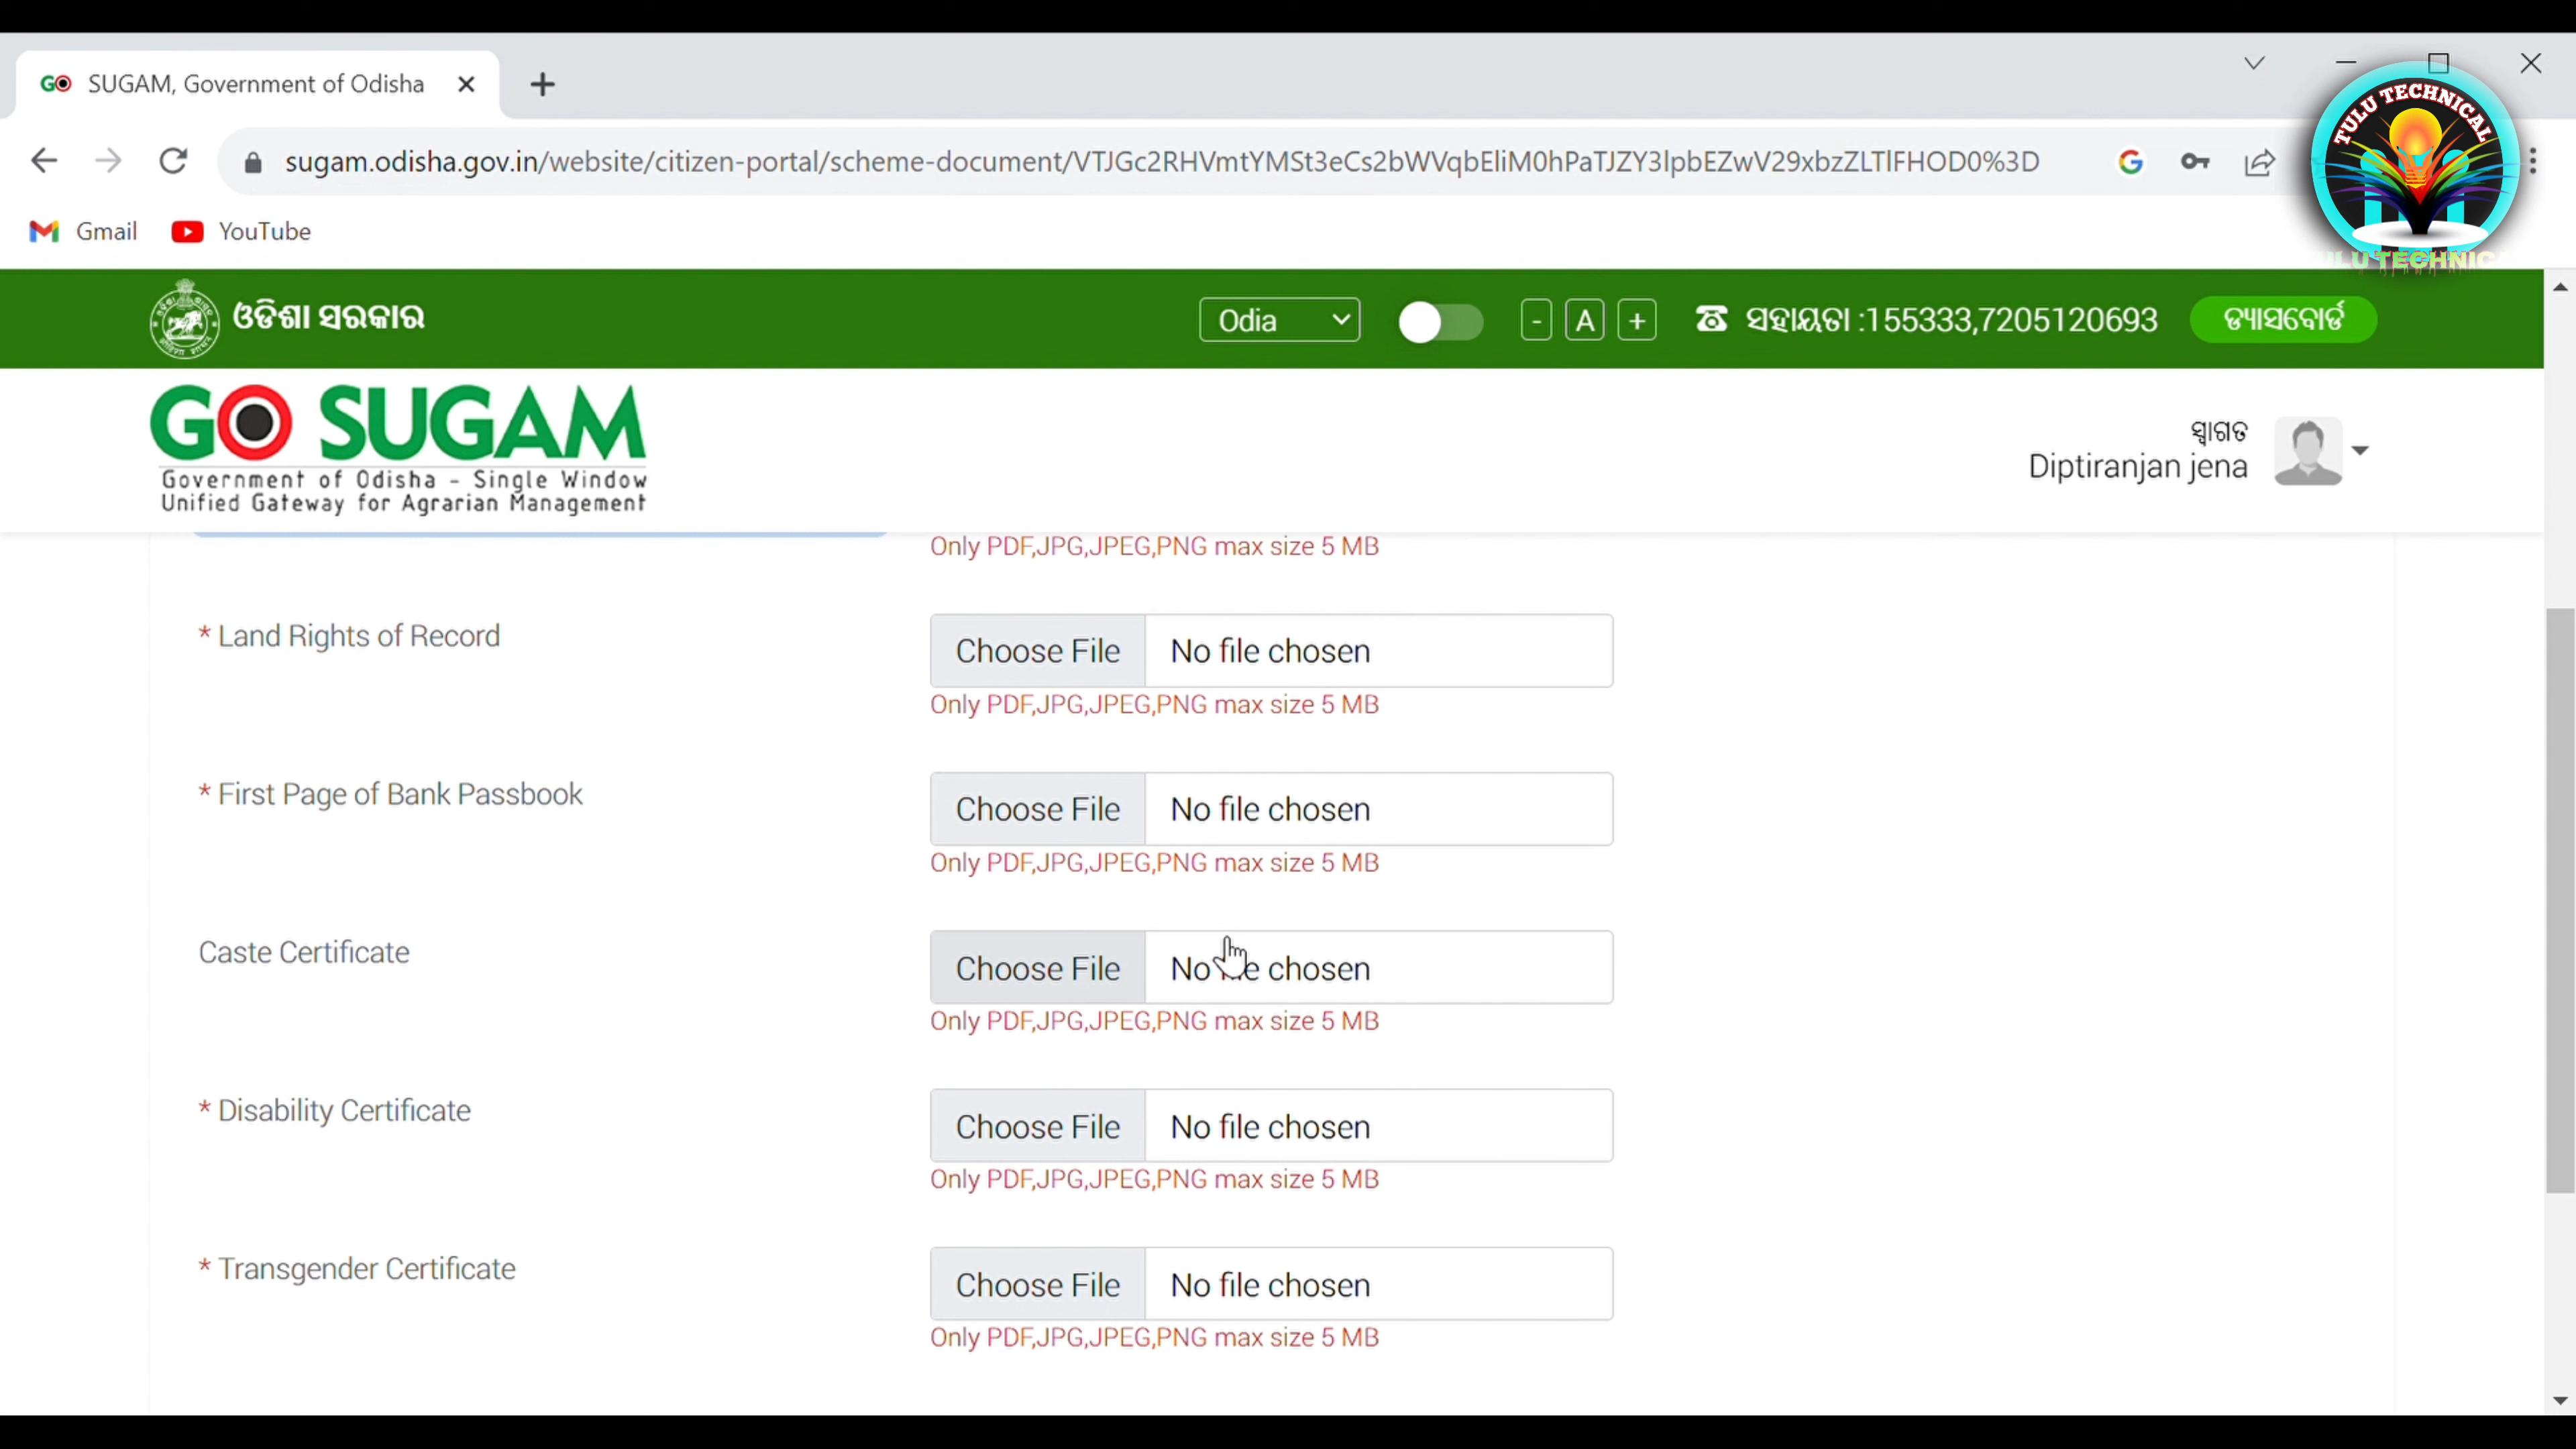 SUGAM, Government of Odisha
sugam.odisha.gov.in/website/citizen-portal/scheme-document/VTJGc2RHVmtYMSt3eCs2bWVqbEliM0hPaTJZY3lpbEZwV29xbzZLTlFHOD0%3D
Gmail
YouTube
TULU TECHNICAL
ଓଡିଶା ସରକାର
Odia
- A +
ସହାୟତା :155333,7205120693
ଡ୍ୟାସବୋର୍ଡ
GO SUGAM
Government of Odisha - Single Window
Unified Gateway for Agrarian Management
ସ୍ୱାଗତ
Diptiranjan jena
Only PDF,JPG,JPEG,PNG max size 5 MB
* Land Rights of Record
Choose File No file chosen
Only PDF,JPG,JPEG,PNG max size 5 MB
* First Page of Bank Passbook
Choose File No file chosen
Only PDF,JPG,JPEG,PNG max size 5 MB
Caste Certificate
Choose File No file chosen
Only PDF,JPG,JPEG,PNG max size 5 MB
* Disability Certificate
Choose File No file chosen
Only PDF,JPG,JPEG,PNG max size 5 MB
* Transgender Certificate
Choose File No file chosen
Only PDF,JPG,JPEG,PNG max size 5 MB